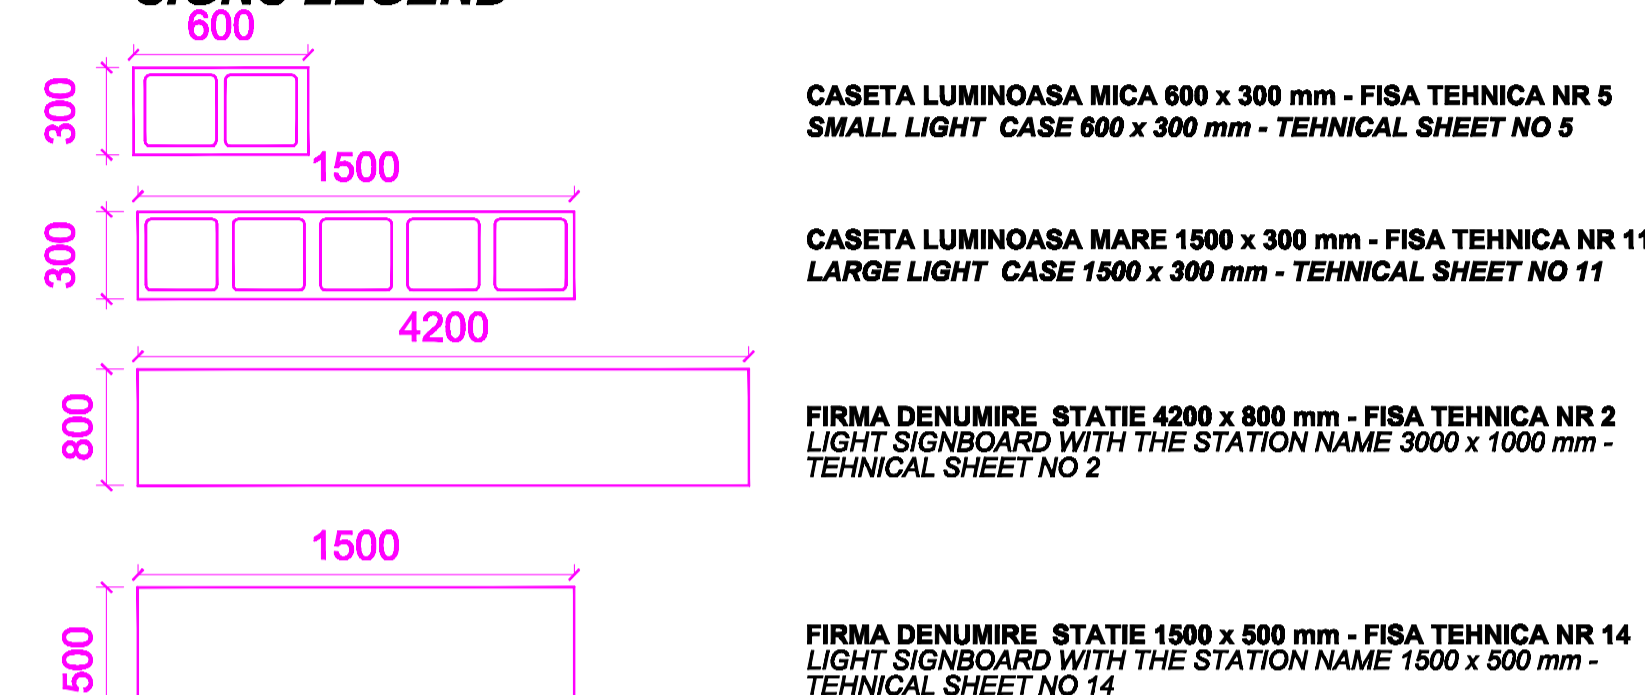 SIGNS LEGEND
600
300
CASETA LUMINOASA MICA 600 x 300 mm - FISA TEHNICA NR 5
SMALL LIGHT CASE 600 x 300 mm - TEHNICAL SHEET NO 5
1500
300
CASETA LUMINOASA MARE 1500 x 300 mm - FISA TEHNICA NR 11
LARGE LIGHT CASE 1500 x 300 mm - TEHNICAL SHEET NO 11
4200
800
FIRMA DENUMIRE STATIE 4200 x 800 mm - FISA TEHNICA NR 2
LIGHT SIGNBOARD WITH THE STATION NAME 3000 x 1000 mm -
TEHNICAL SHEET NO 2
1500
500
FIRMA DENUMIRE STATIE 1500 x 500 mm - FISA TEHNICA NR 14
LIGHT SIGNBOARD WITH THE STATION NAME 1500 x 500 mm -
TEHNICAL SHEET NO 14